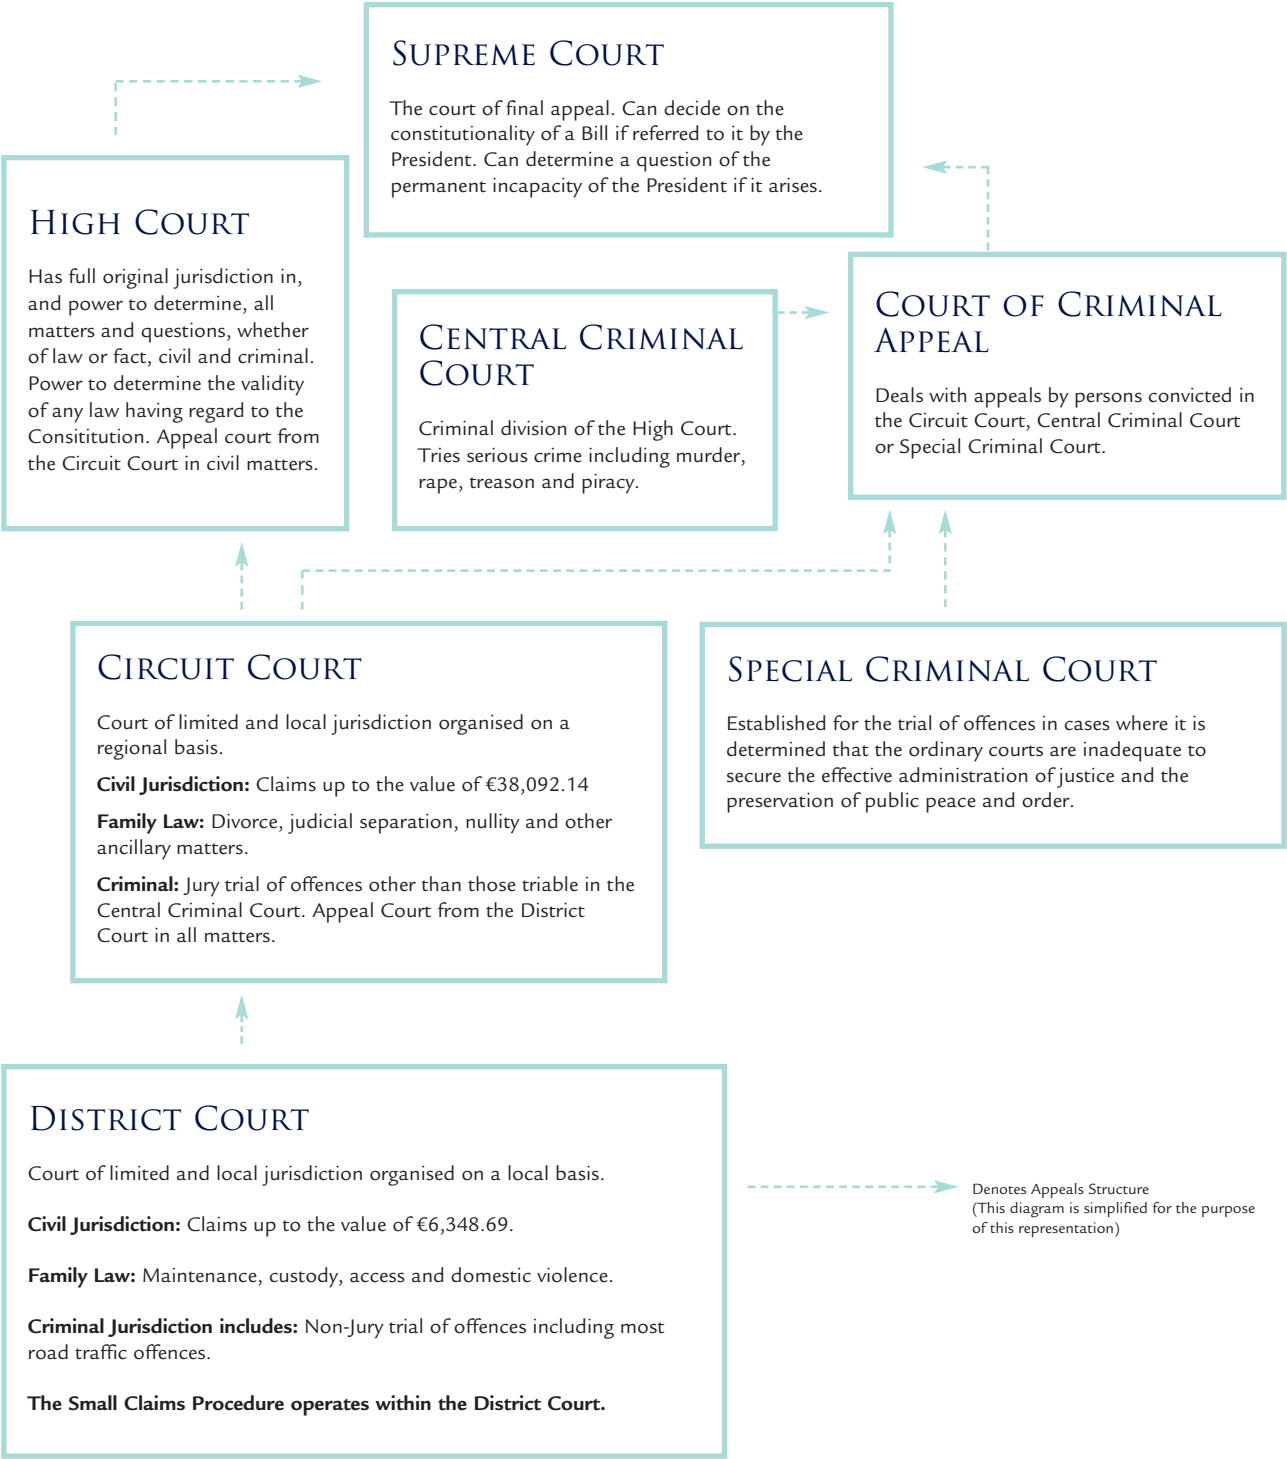 SUPREME COURT
The court of final appeal. Can decide on the
constitutionality of a Bill if referred to it by the
President. Can determine a question of the
permanent incapacity of the President if it arises.
HIGH COURT
Has full original jurisdiction in,
and power to determine, all
matters and questions, whether
of law or fact, civil and criminal.
Power to determine the validity
of any law having regard to the
Consititution. Appeal court from
the Circuit Court in civil matters.
CENTRAL CRIMINAL
COURT
Criminal division of the High Court.
Tries serious crime including murder,
rape, treason and piracy.
COURT OF CRIMINAL
APPEAL
Deals with appeals by persons convicted in
the Circuit Court, Central Criminal Court
or Special Criminal Court.
CIRCUIT COURT
Court of limited and local jurisdiction organised on a
regional basis.
Civil Jurisdiction: Claims up to the value of €38,092.14
Family Law: Divorce, judicial separation, nullity and other
ancillary matters.
Criminal: Jury trial of offences other than those triable in the
Central Criminal Court. Appeal Court from the District
Court in all matters.
SPECIAL CRIMINAL COURT
Established for the trial of offences in cases where it is
determined that the ordinary courts are inadequate to
secure the effective administration of justice and the
preservation of public peace and order.
DISTRICT COURT
Court of limited and local jurisdiction organised on a local basis.
Civil Jurisdiction: Claims up to the value of €6,348.69.
Family Law: Maintenance, custody, access and domestic violence.
Criminal Jurisdiction includes: Non-Jury trial of offences including most
road traffic offences.
The Small Claims Procedure operates within the District Court.
Denotes Appeals Structure
(This diagram is simplified for the purpose
of this representation)